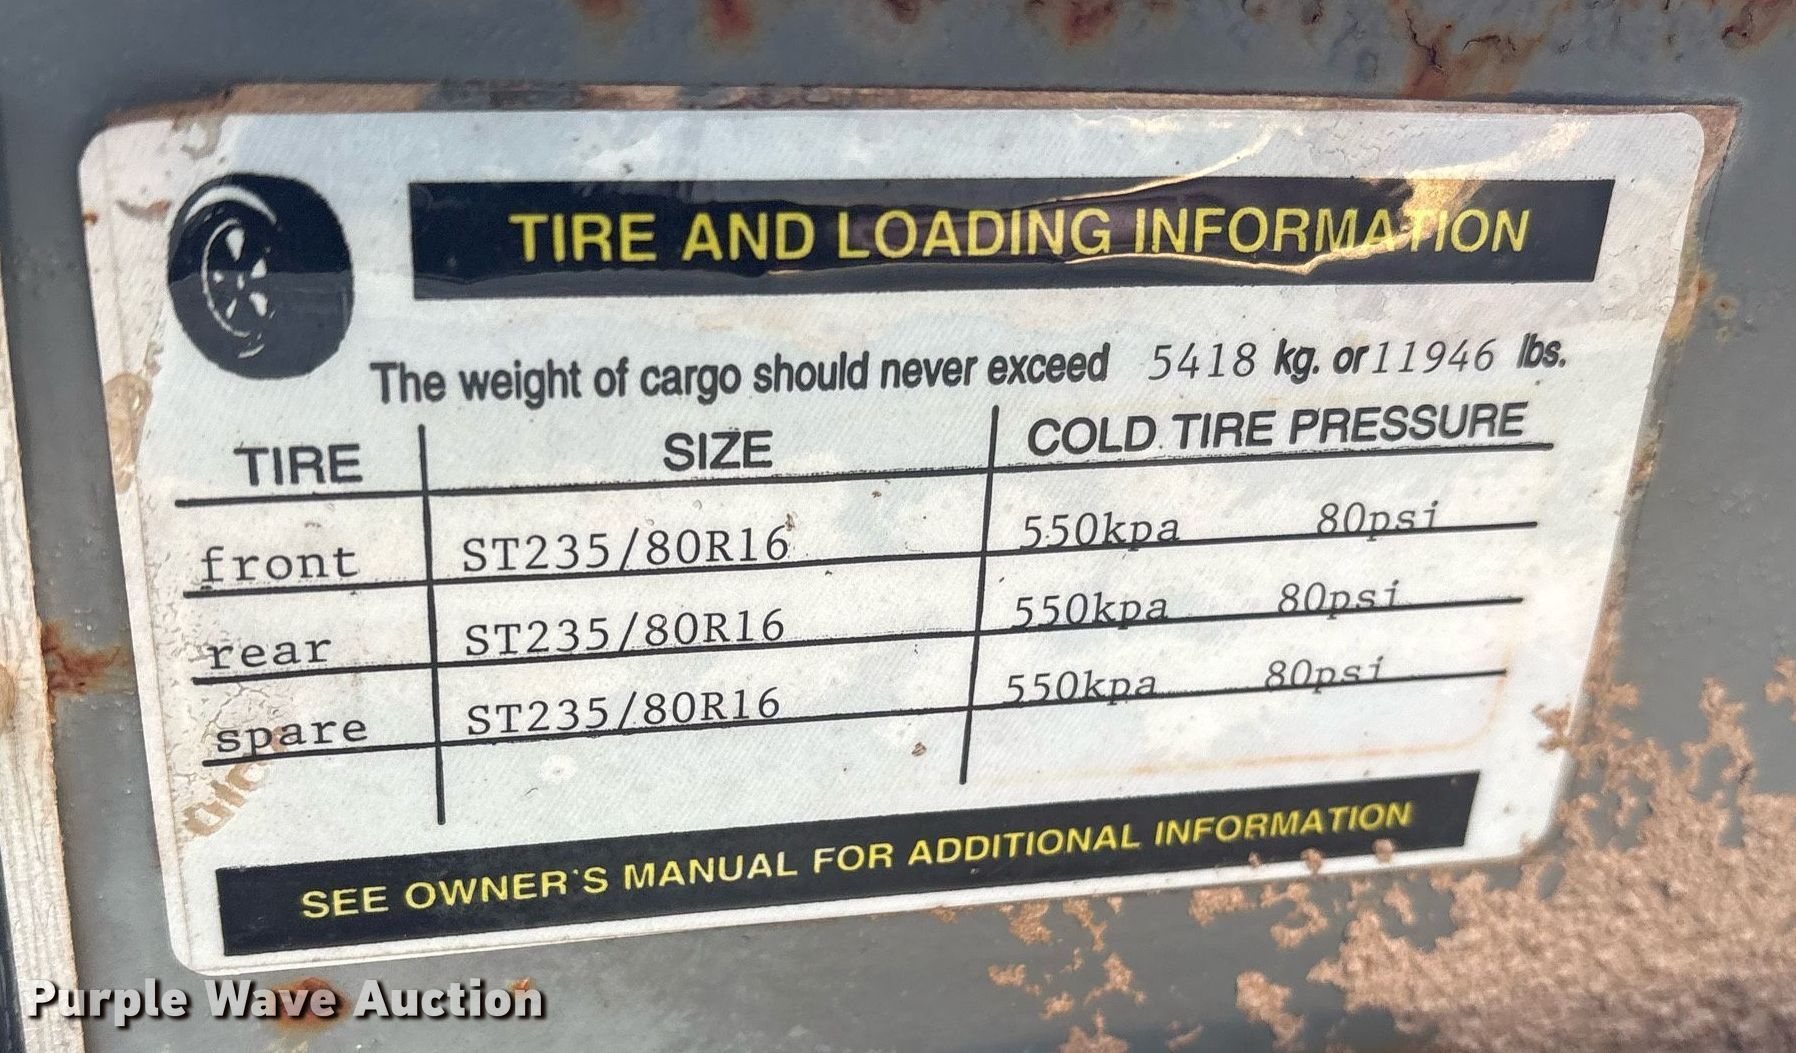 TIRE AND LOADING INFORMATION
The weight of cargo should never exceed 5418 kg. or 11946 lbs.
TIRE SIZE COLD TIRE PRESSURE
front ST235/80R16 550kpa 80psi
rear ST235/80R16 550kpa 80psi
spare ST235/80R16 550kpa 80psi
SEE OWNER'S MANUAL FOR ADDITIONAL INFORMATION
Purple Wave Auction